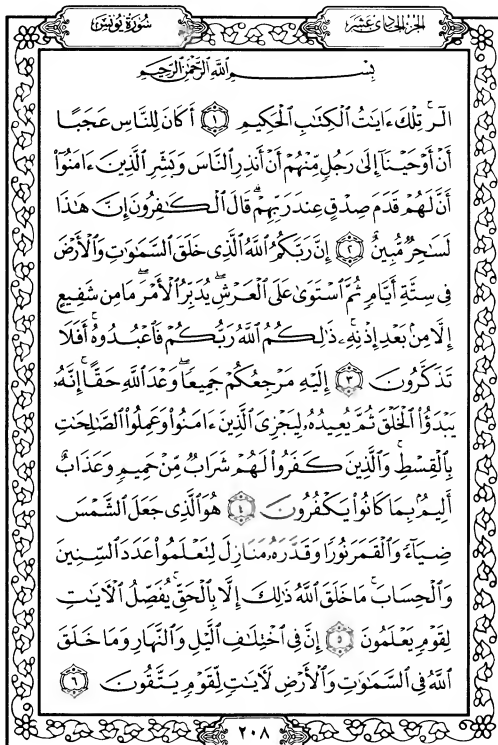 الجزء الحادي عشر
سورة يونس
بِسْمِ اللَّهِ الرَّحْمَٰنِ الرَّحِيمِ
الٓرۚ تِلْكَ ءَايَٰتُ ٱلْكِتَٰبِ ٱلْحَكِيمِ ١ أَكَانَ لِلنَّاسِ عَجَبًا
أَنْ أَوْحَيْنَآ إِلَىٰ رَجُلٍ مِّنْهُمْ أَنْ أَنذِرِ ٱلنَّاسَ وَبَشِّرِ ٱلَّذِينَ ءَامَنُوٓا۟
أَنَّ لَهُمْ قَدَمَ صِدْقٍ عِندَ رَبِّهِمْۗ قَالَ ٱلْكَٰفِرُونَ إِنَّ هَٰذَا
لَسَٰحِرٌ مُّبِينٌ ٢ إِنَّ رَبَّكُمُ ٱللَّهُ ٱلَّذِى خَلَقَ ٱلسَّمَٰوَٰتِ وَٱلْأَرْضَ
فِى سِتَّةِ أَيَّامٍ ثُمَّ ٱسْتَوَىٰ عَلَى ٱلْعَرْشِۖ يُدَبِّرُ ٱلْأَمْرَۖ مَا مِن شَفِيعٍ
إِلَّا مِنۢ بَعْدِ إِذْنِهِۦۚ ذَٰلِكُمُ ٱللَّهُ رَبُّكُمْ فَٱعْبُدُوهُۚ أَفَلَا
تَذَكَّرُونَ ٣ إِلَيْهِ مَرْجِعُكُمْ جَمِيعًاۖ وَعْدَ ٱللَّهِ حَقًّاۚ إِنَّهُۥ
يَبْدَؤُا۟ ٱلْخَلْقَ ثُمَّ يُعِيدُهُۥ لِيَجْزِىَ ٱلَّذِينَ ءَامَنُوا۟ وَعَمِلُوا۟ ٱلصَّٰلِحَٰتِ
بِٱلْقِسْطِۚ وَٱلَّذِينَ كَفَرُوا۟ لَهُمْ شَرَابٌ مِّنْ حَمِيمٍ وَعَذَابٌ
أَلِيمٌۢ بِمَا كَانُوا۟ يَكْفُرُونَ ٤ هُوَ ٱلَّذِى جَعَلَ ٱلشَّمْسَ
ضِيَآءً وَٱلْقَمَرَ نُورًا وَقَدَّرَهُۥ مَنَازِلَ لِتَعْلَمُوا۟ عَدَدَ ٱلسِّنِينَ
وَٱلْحِسَابَۚ مَا خَلَقَ ٱللَّهُ ذَٰلِكَ إِلَّا بِٱلْحَقِّۚ يُفَصِّلُ ٱلْءَايَٰتِ
لِقَوْمٍ يَعْلَمُونَ ٥ إِنَّ فِى ٱخْتِلَٰفِ ٱلَّيْلِ وَٱلنَّهَارِ وَمَا خَلَقَ
ٱللَّهُ فِى ٱلسَّمَٰوَٰتِ وَٱلْأَرْضِ لَءَايَٰتٍ لِّقَوْمٍ يَتَّقُونَ ٦
٢٠٨